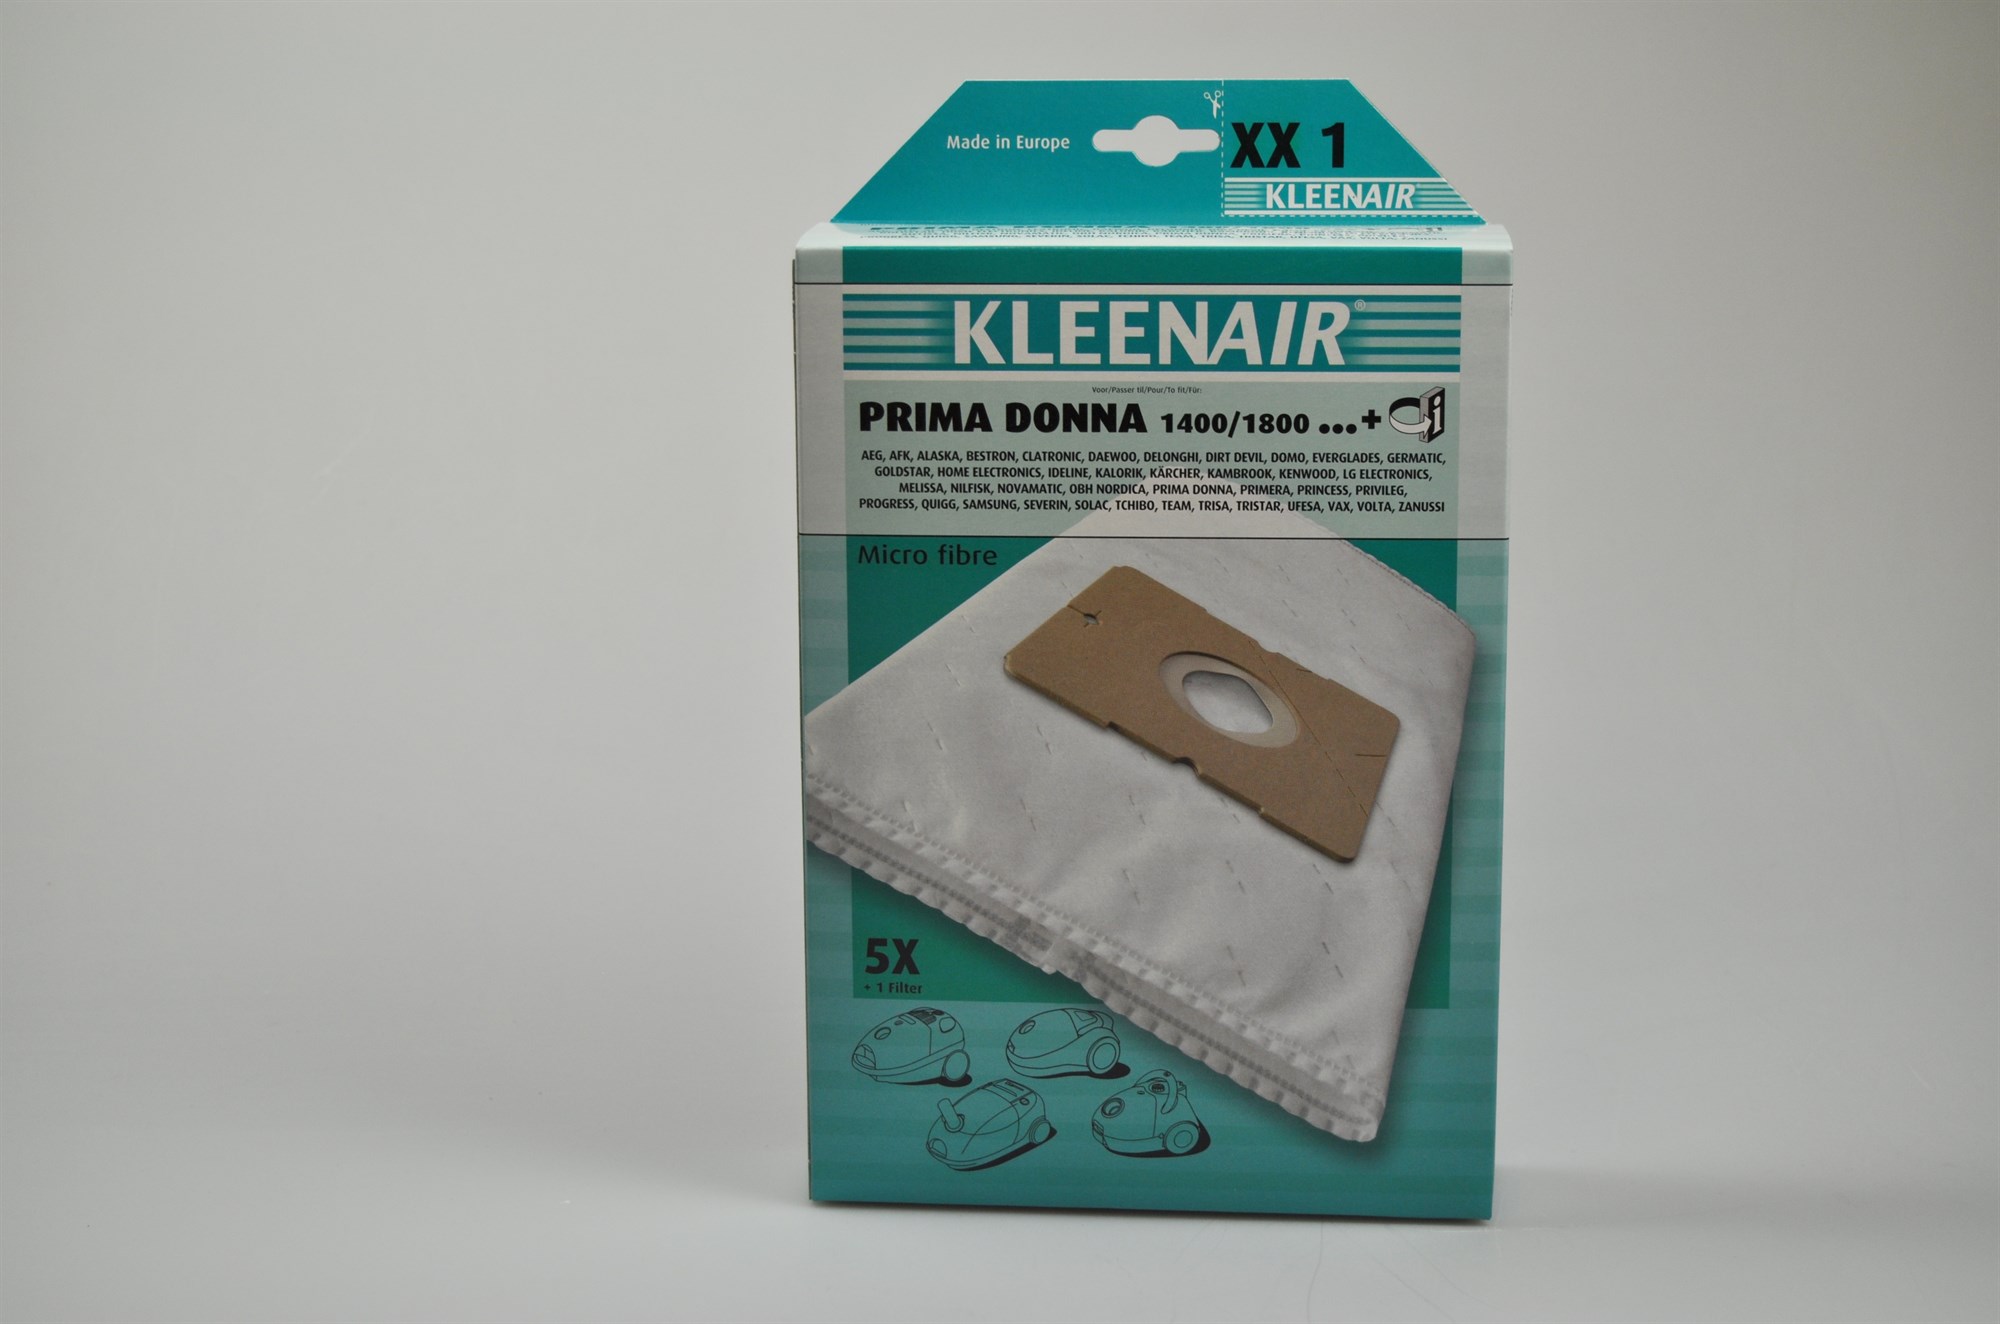 Made in Europe
XX 1
KLEENAIR
KLEENAIR®
Voor/Passer til/Pour/To fit/Für:
PRIMA DONNA 1400/1800 ...+ i
AEG, AFK, ALASKA, BESTRON, CLATRONIC, DAEWOO, DELONGHI, DIRT DEVIL, DOMO, EVERGLADES, GERMATIC,
GOLDSTAR, HOME ELECTRONICS, IDELINE, KALORIK, KÄRCHER, KAMBROOK, KENWOOD, LG ELECTRONICS,
MELISSA, NILFISK, NOVAMATIC, OBH NORDICA, PRIMA DONNA, PRIMERA, PRINCESS, PRIVILEG,
PROGRESS, QUIGG, SAMSUNG, SEVERIN, SOLAC, TCHIBO, TEAM, TRISA, TRISTAR, UFESA, VAX, VOLTA, ZANUSSI
Micro fibre
5X
+ 1 Filter